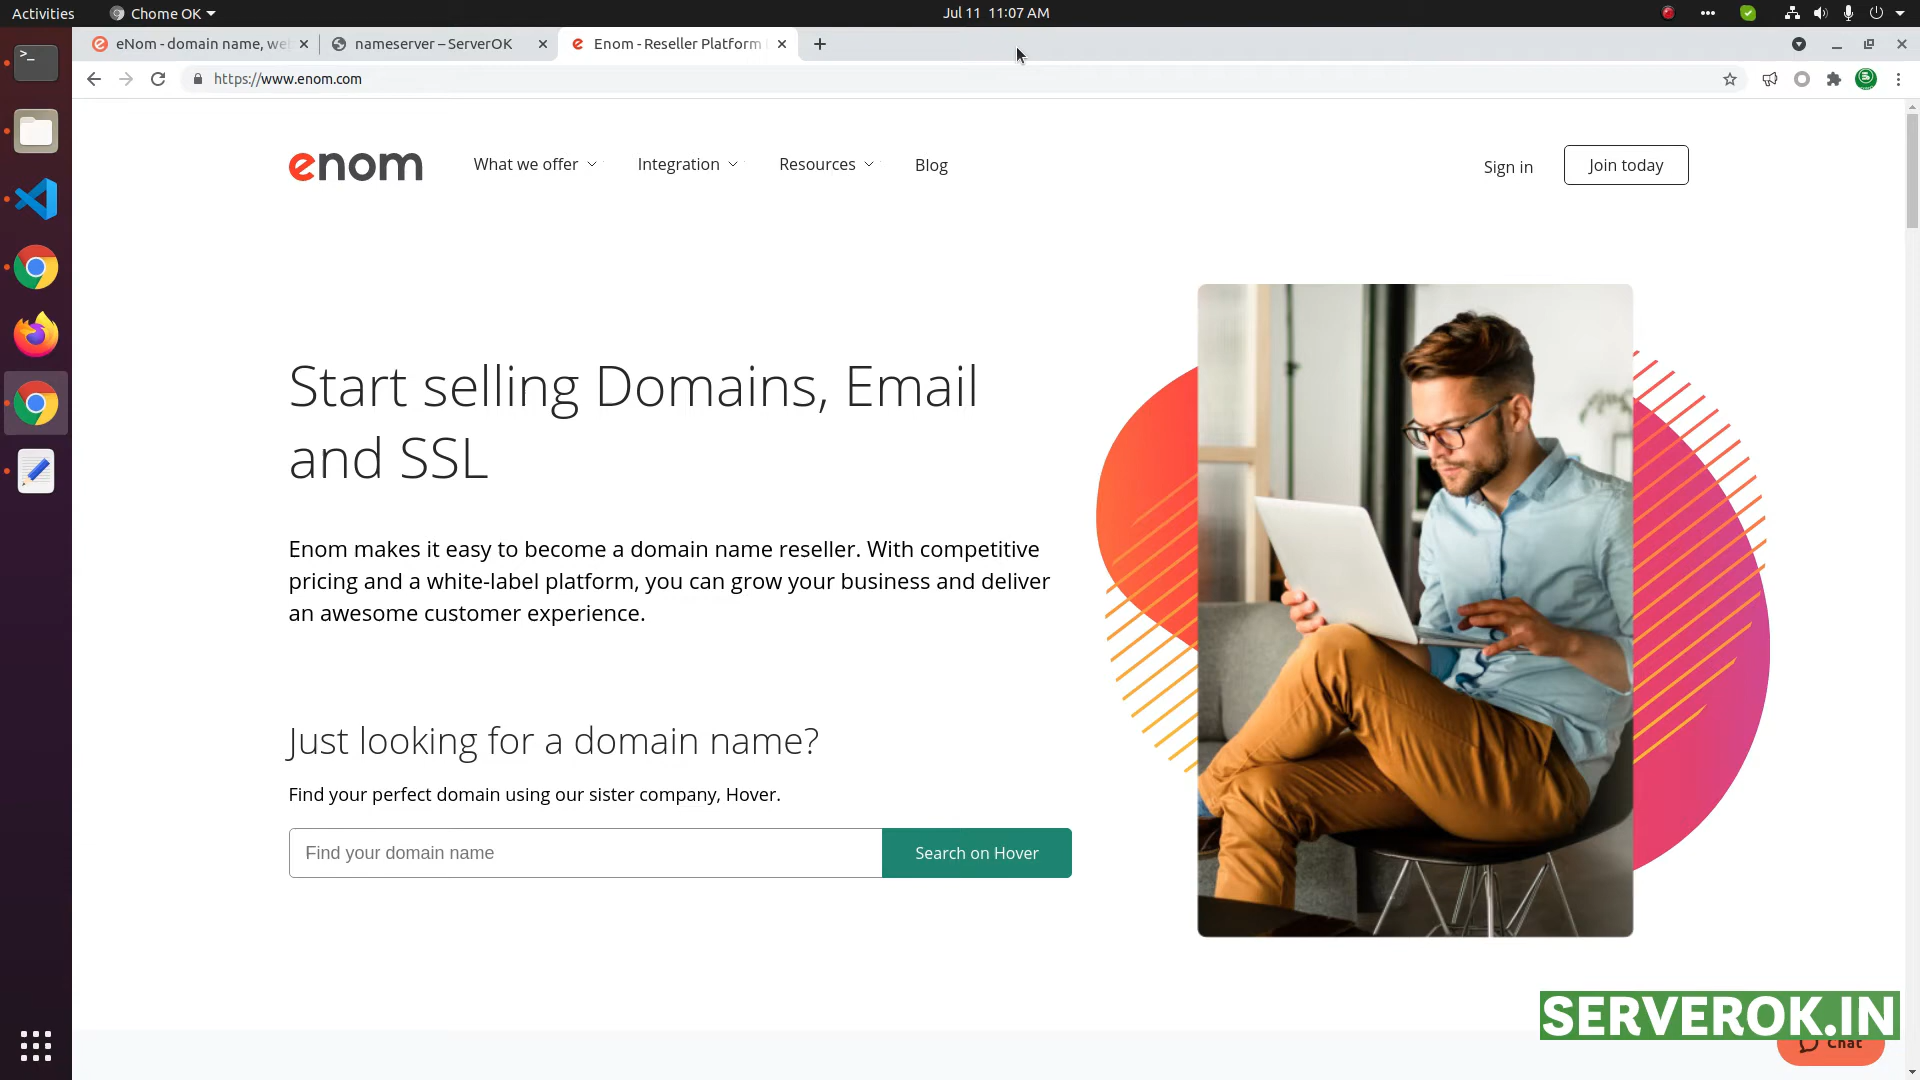 Activities
Chome OK
Jul 11 11:07 AM
eNom - domain name, we
nameserver – ServerOK
Enom - Reseller Platform
https://www.enom.com
enom
What we offer
Integration
Resources
Blog
Sign in
Join today
Start selling Domains, Email
and SSL
Enom makes it easy to become a domain name reseller. With competitive
pricing and a white-label platform, you can grow your business and deliver
an awesome customer experience.
Just looking for a domain name?
Find your perfect domain using our sister company, Hover.
Find your domain name
Search on Hover
SERVEROK.IN
Chat